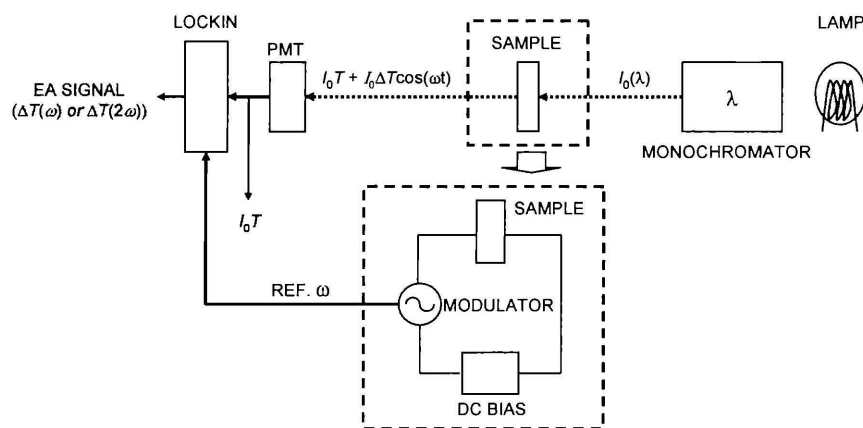 LOCKIN
PMT
SAMPLE
LAMP
I₀T + I₀ΔTcos(ωt)
I₀(λ)
λ
EA SIGNAL
(ΔT(ω) or ΔT(2ω))
MONOCHROMATOR
I₀T
SAMPLE
REF. ω
MODULATOR
DC BIAS